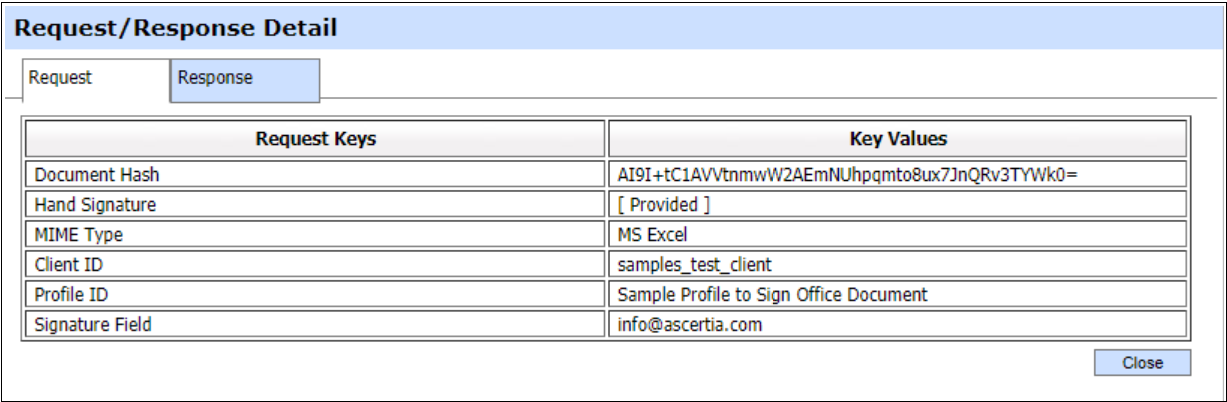 Request/Response Detail
Request Response
Request Keys Key Values
Document Hash AI9I+tC1AVVtnmwW2AEmNUhpqmto8ux7JnQRv3TYWk0=
Hand Signature [ Provided ]
MIME Type MS Excel
Client ID samples_test_client
Profile ID Sample Profile to Sign Office Document
Signature Field info@ascertia.com
Close